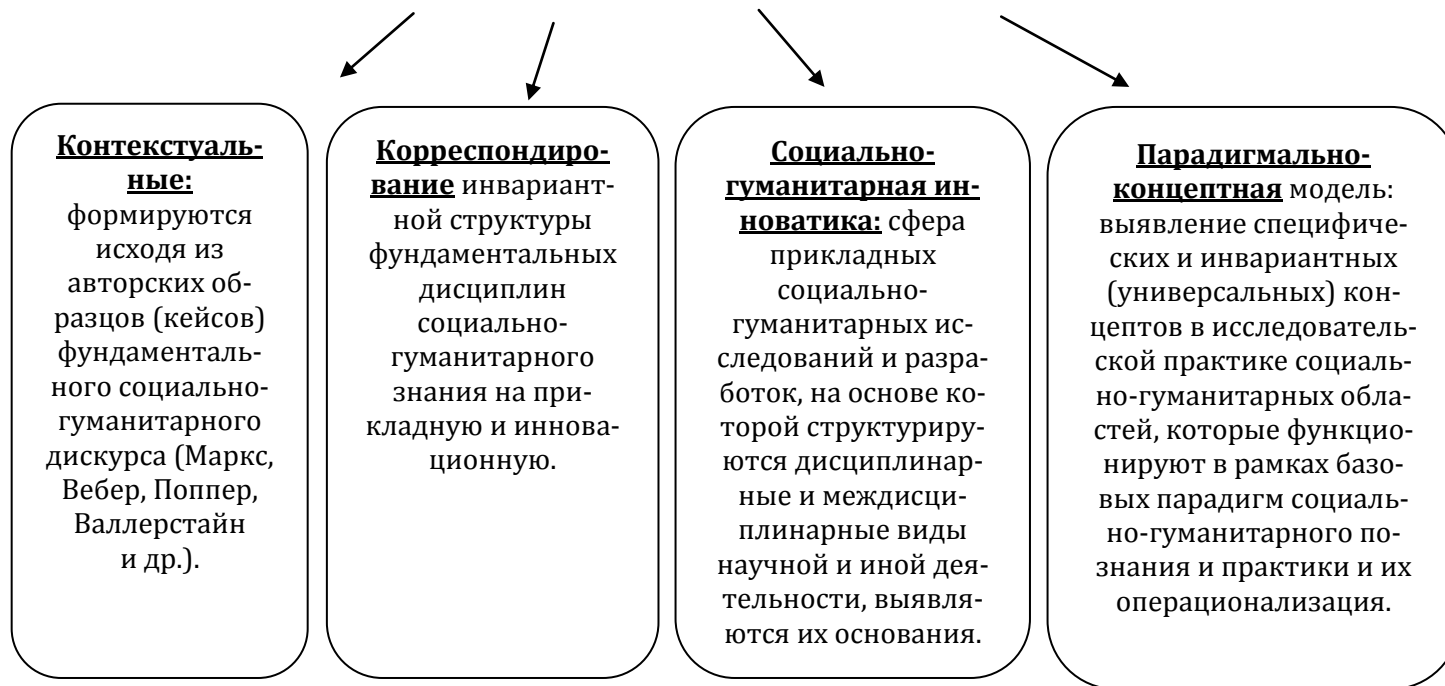 Контекстуаль-
ные:
формируются
исходя из
авторских об-
разцов (кейсов)
фундаменталь-
ного социально-
гуманитарного
дискурса (Маркс,
Вебер, Поппер,
Валлерстайн
и др.).
Корреспондиро-
вание инвариант-
ной структуры
фундаментальных
дисциплин
социально-
гуманитарного
знания на при-
кладную и иннова-
ционную.
Социально-
гуманитарная ин-
новатика: сфера
прикладных
социально-
гуманитарных ис-
следований и разра-
боток, на основе ко-
торой структуриру-
ются дисциплинар-
ные и междисци-
плинарные виды
научной и иной дея-
тельности, выявля-
ются их основания.
Парадигмально-
концептная модель:
выявление специфиче-
ских и инвариантных
(универсальных) кон-
цептов в исследователь-
ской практике социаль-
но-гуманитарных обла-
стей, которые функцио-
нируют в рамках базо-
вых парадигм социаль-
но-гуманитарного по-
знания и практики и их
операционализация.